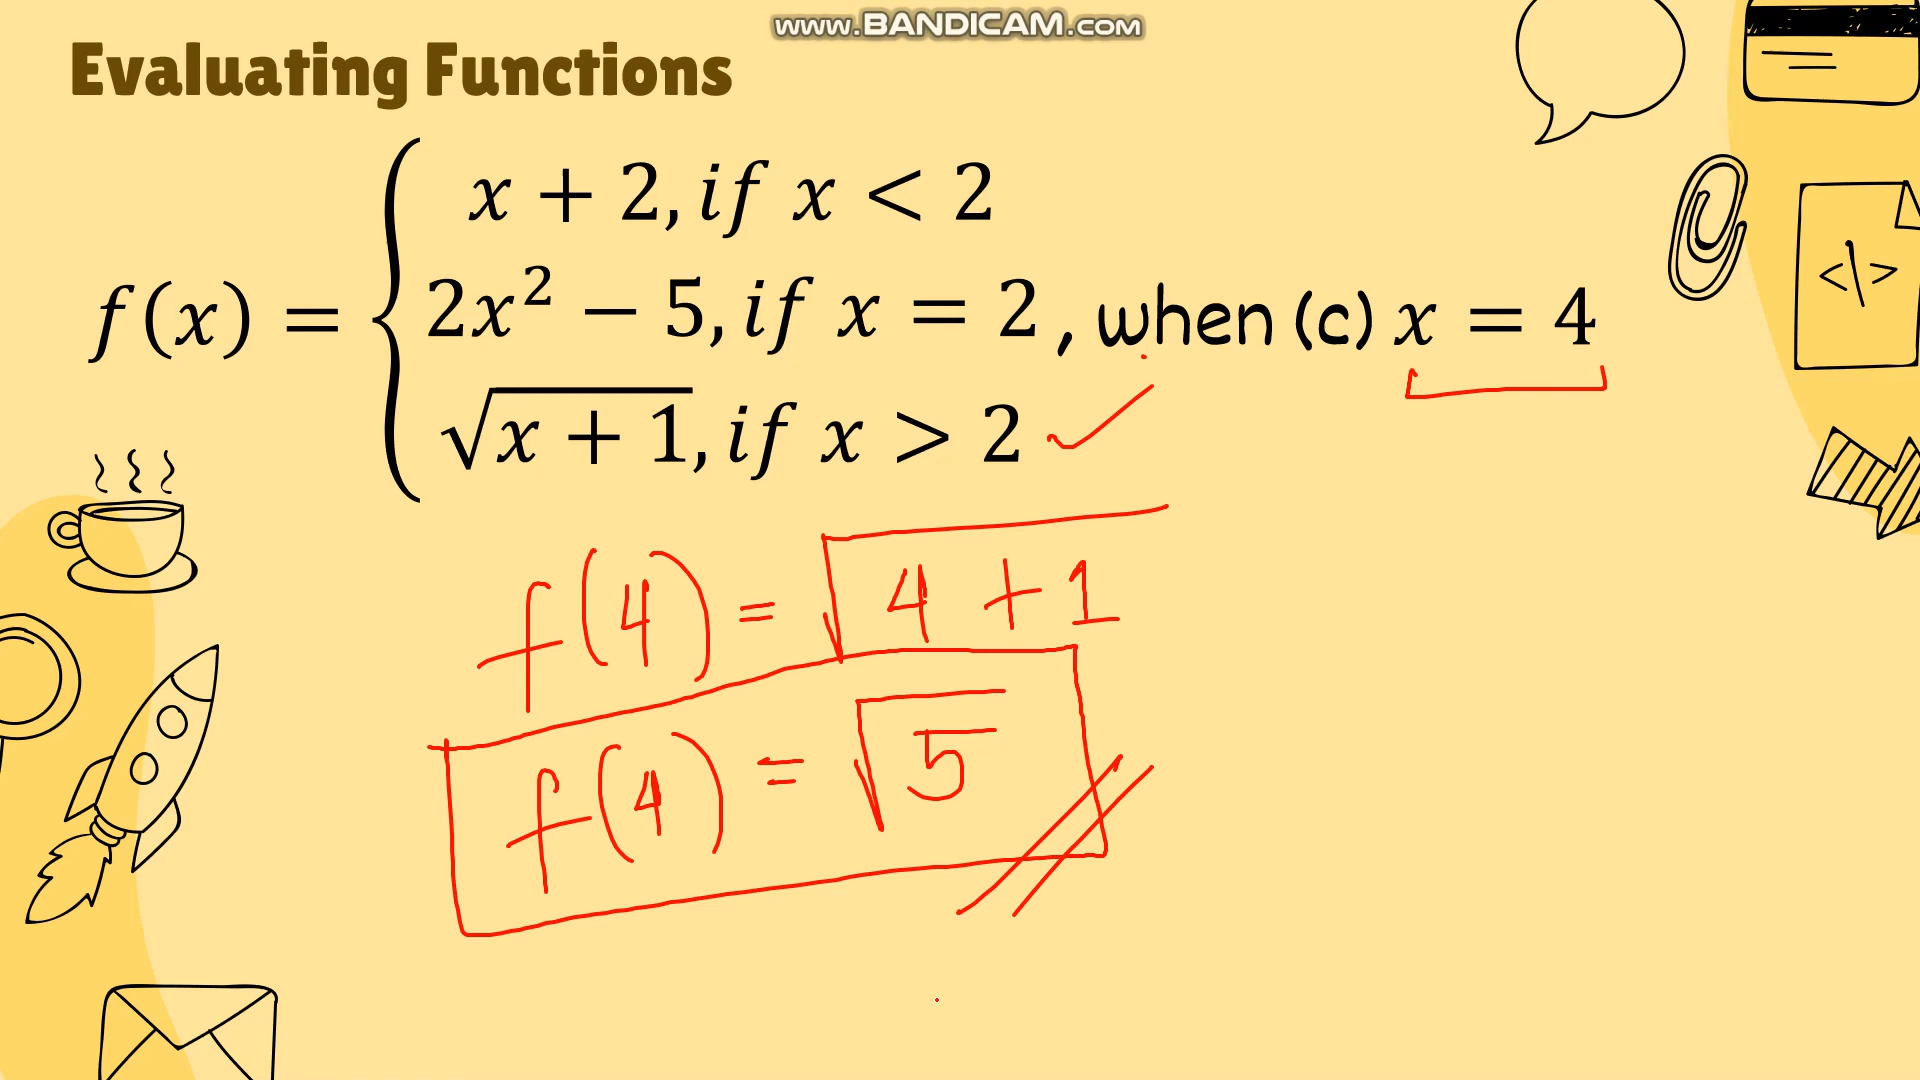 www.BANDICAM.com
Evaluating Functions
x + 2, if x < 2
f(x) = { 2x² − 5, if x = 2 , when (c) x = 4
√(x + 1), if x > 2 ✓
f(4) = √(4 + 1)
f(4) = √5